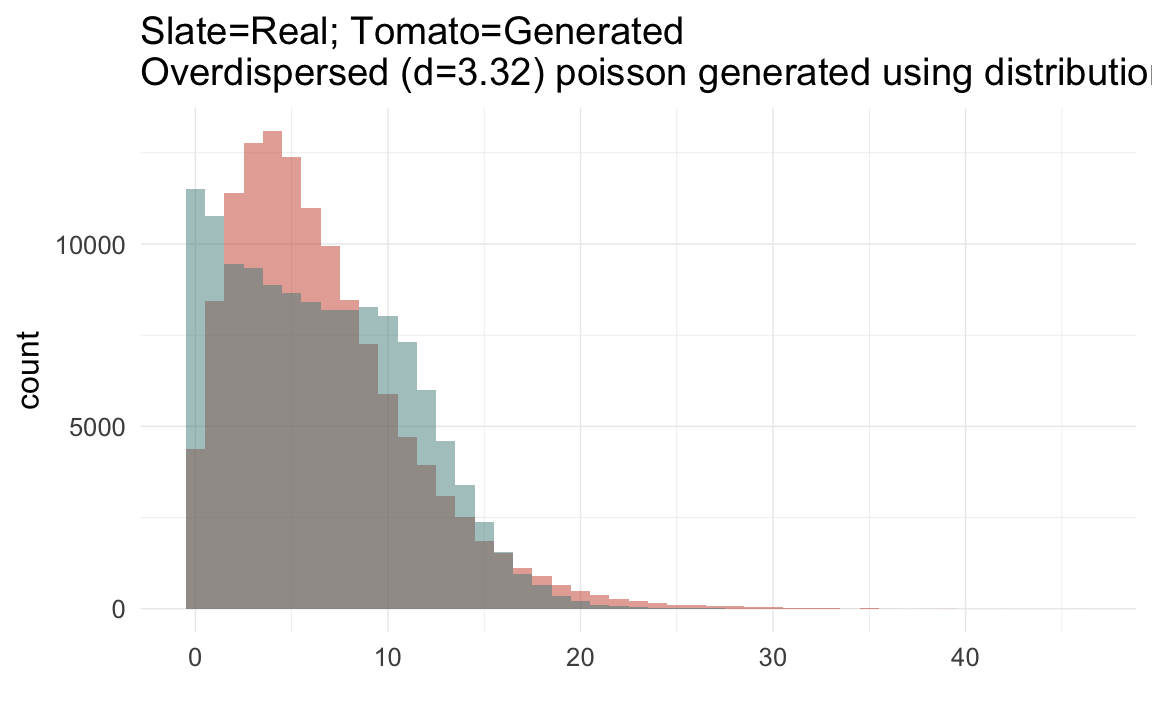 Slate=Real; Tomato=Generated
Overdispersed (d=3.32) poisson generated using distributio
count
10000
5000
0
0 10 20 30 40